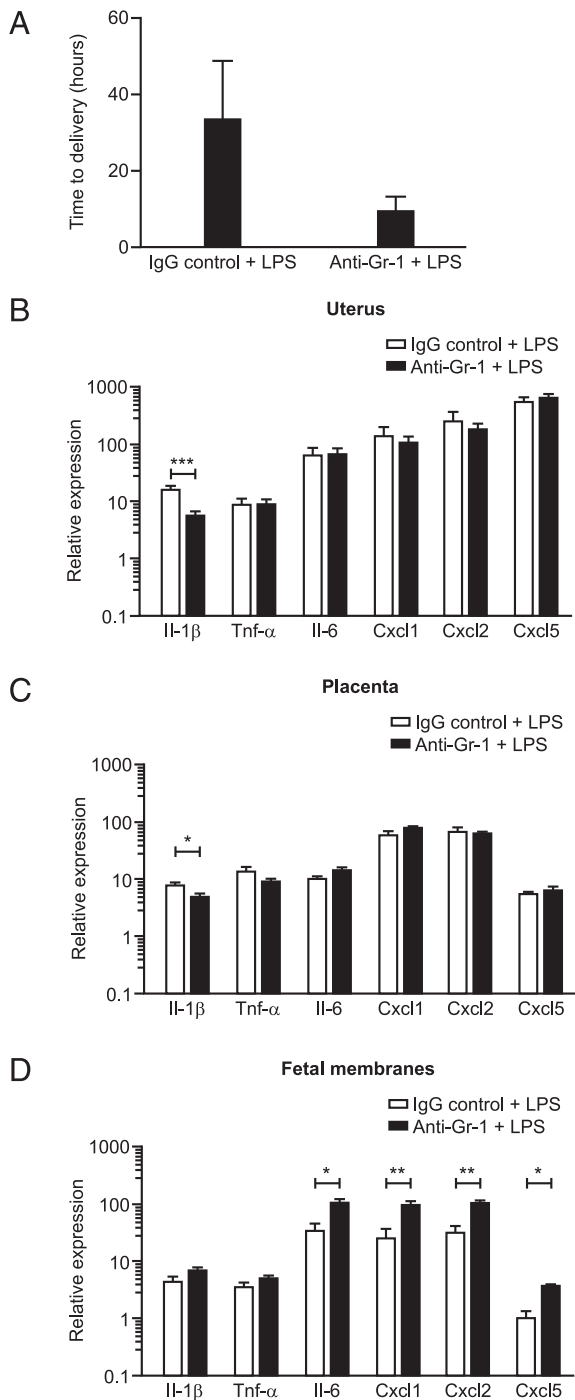 A
Time to delivery (hours)
60
40
20
0
IgG control + LPS
Anti-Gr-1 + LPS
B
Uterus
IgG control + LPS
Anti-Gr-1 + LPS
Relative expression
1000
100
10
1
0.1
***
Il-1β
Tnf-α
Il-6
Cxcl1
Cxcl2
Cxcl5
C
Placenta
IgG control + LPS
Anti-Gr-1 + LPS
Relative expression
1000
100
10
1
0.1
*
Il-1β
Tnf-α
Il-6
Cxcl1
Cxcl2
Cxcl5
D
Fetal membranes
IgG control + LPS
Anti-Gr-1 + LPS
Relative expression
1000
100
10
1
0.1
*
**
**
*
Il-1β
Tnf-α
Il-6
Cxcl1
Cxcl2
Cxcl5